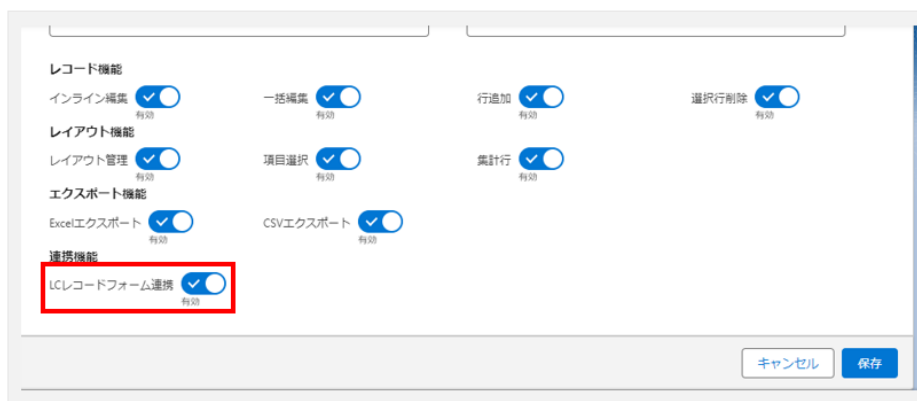 レコード機能
インライン編集 一括編集 行追加 選択行削除
有効 有効 有効 有効
レイアウト機能
レイアウト管理 項目選択 集計行
有効 有効 有効
エクスポート機能
Excelエクスポート CSVエクスポート
有効 有効
連携機能
LCレコードフォーム連携
有効
キャンセル 保存